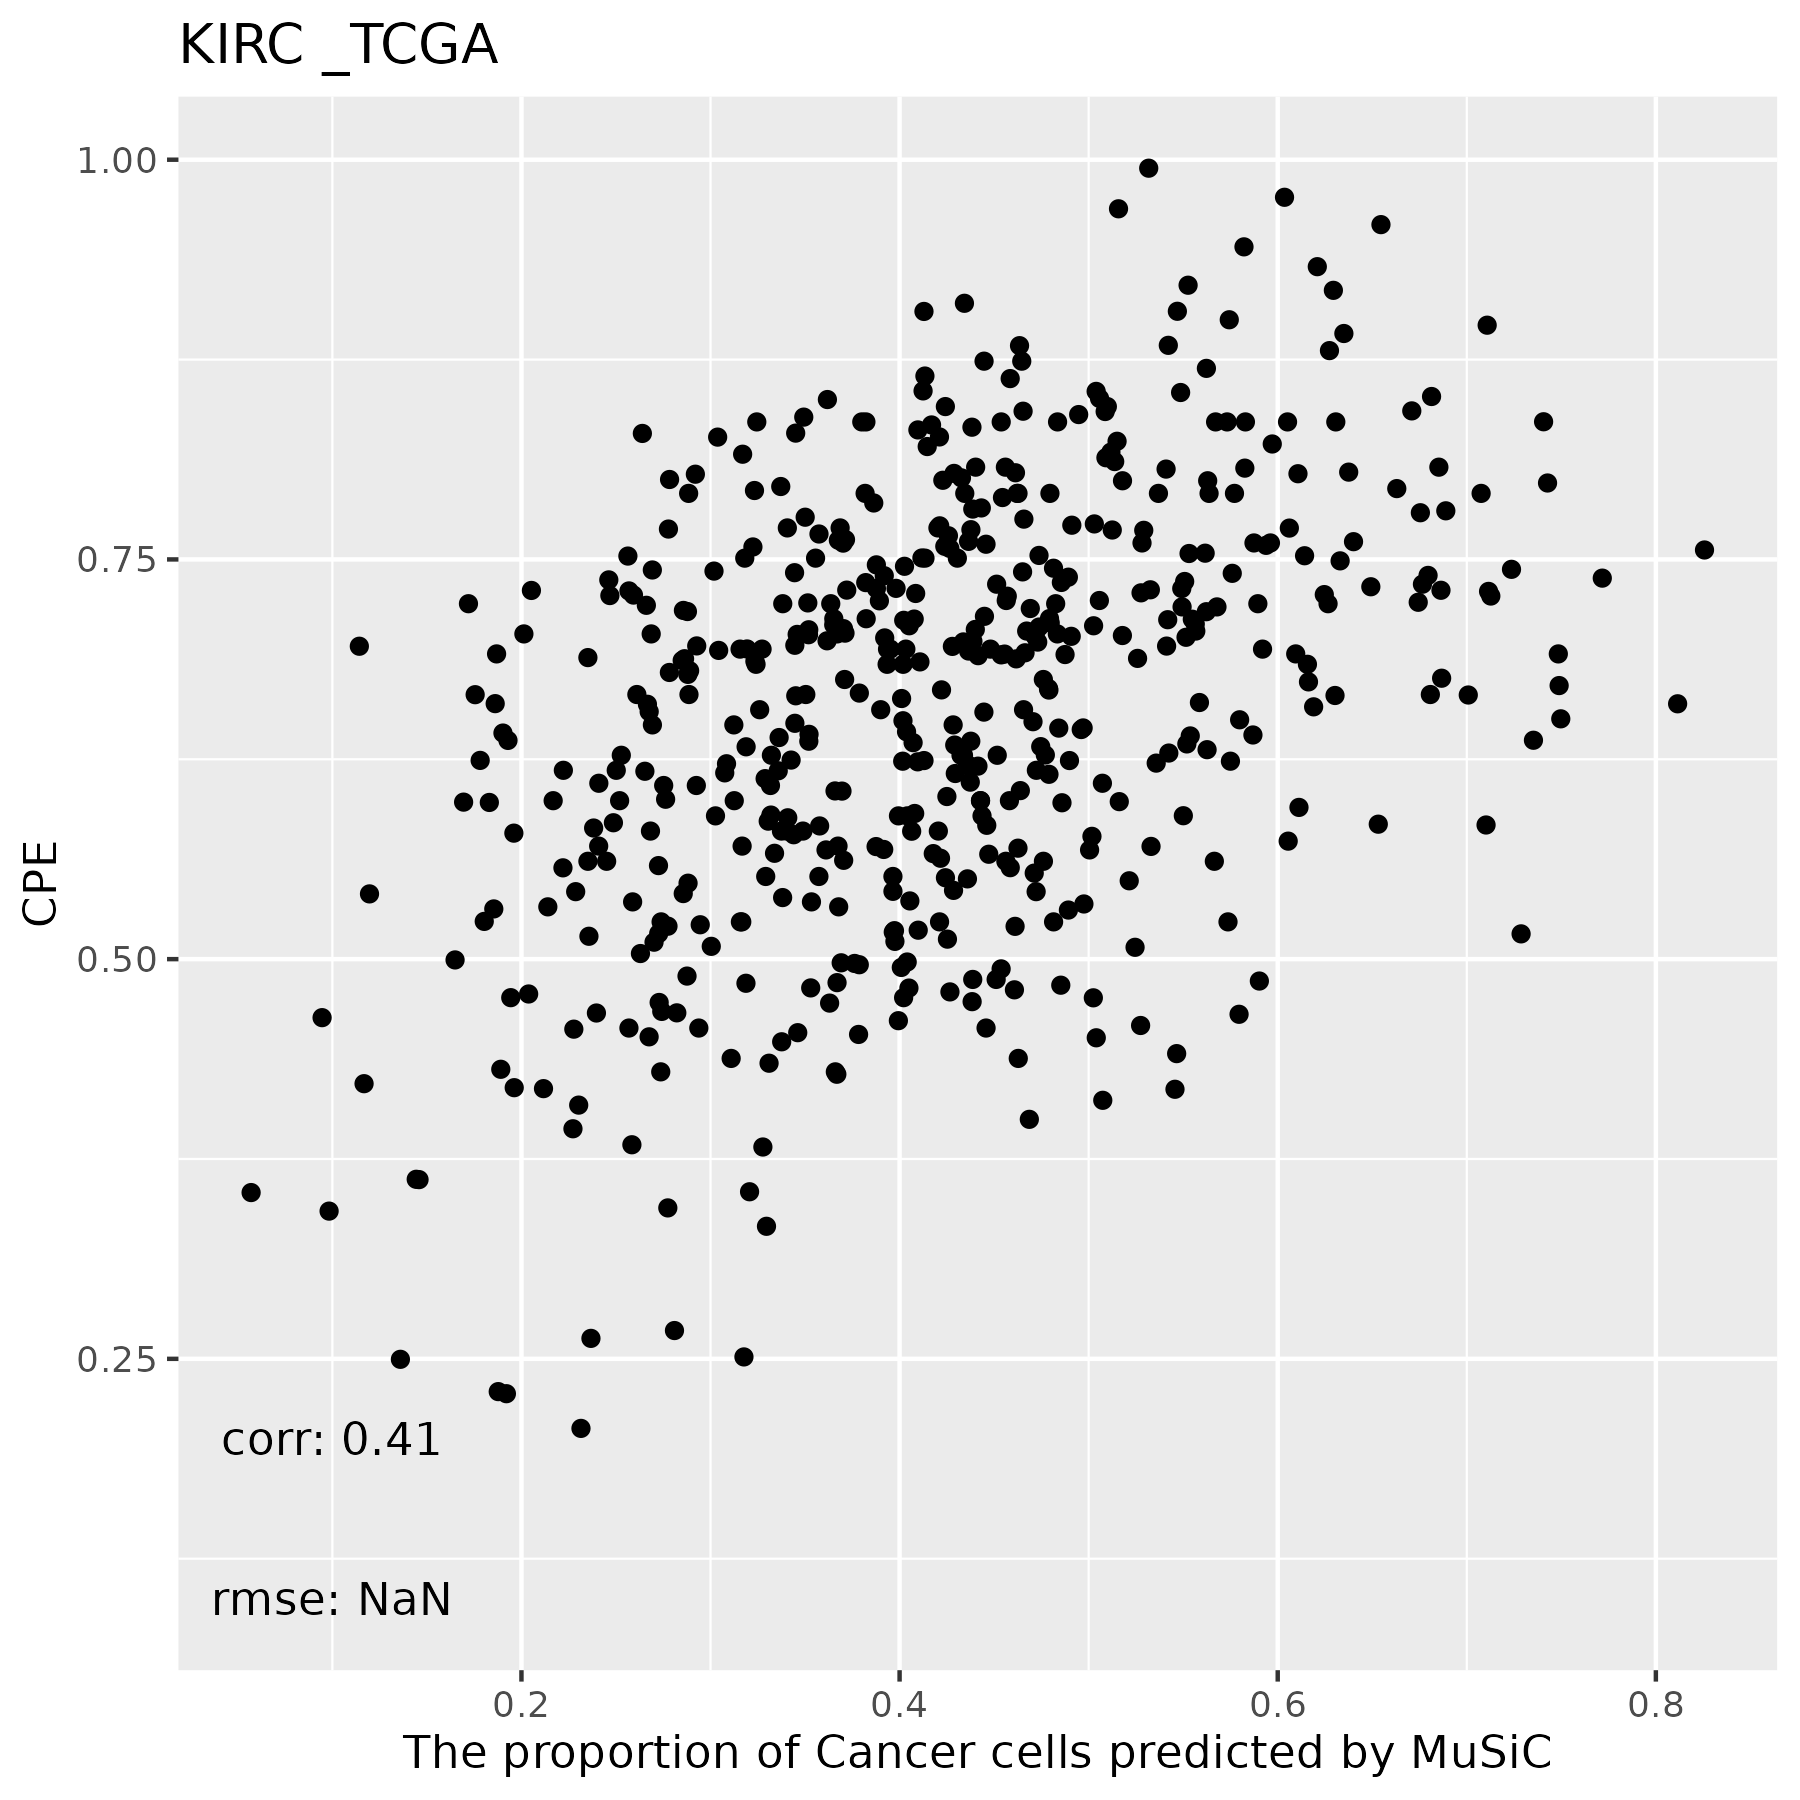 KIRC _TCGA
1.00
0.75
0.50
0.25
CPE
corr: 0.41
rmse: NaN
0.2 0.4 0.6 0.8
The proportion of Cancer cells predicted by MuSiC